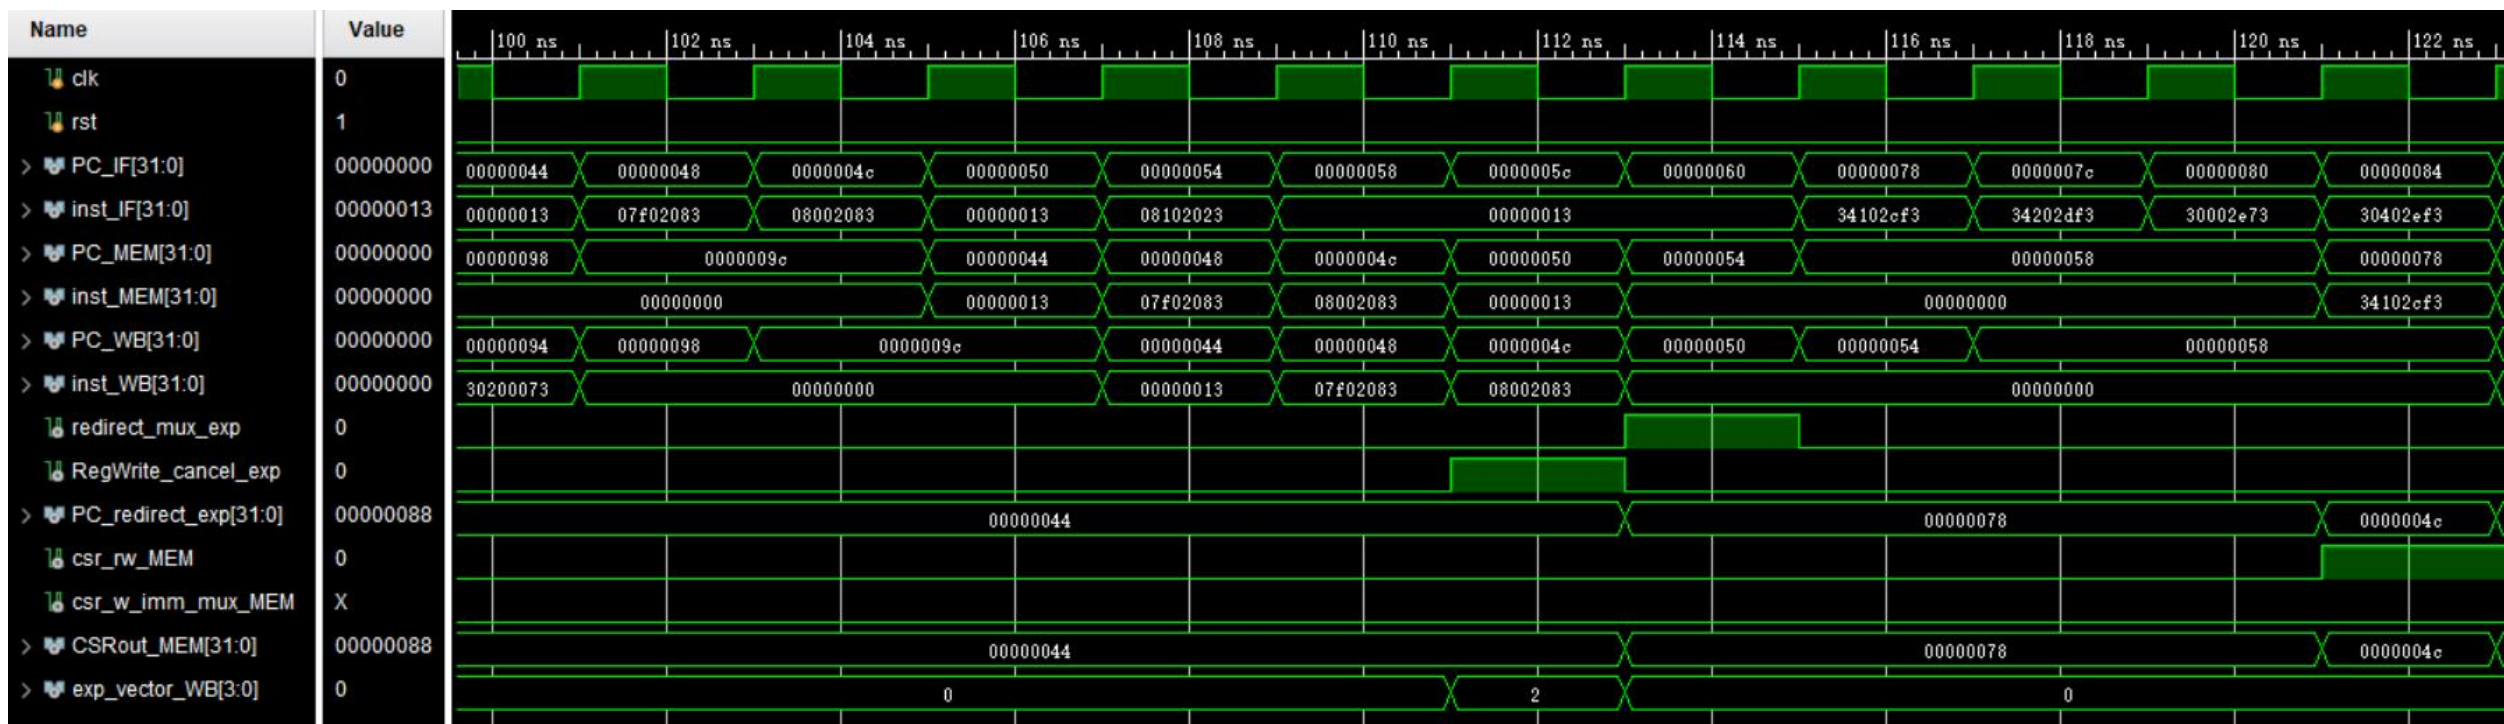 Name Value 100 ns 102 ns 104 ns 106 ns 108 ns 110 ns 112 ns 114 ns 116 ns 118 ns 120 ns 122 ns
clk 0
rst 1
PC_IF[31:0] 00000000 00000044 00000048 0000004c 00000050 00000054 00000058 0000005c 00000060 00000078 0000007c 00000080 00000084
inst_IF[31:0] 00000013 00000013 07f02083 08002083 00000013 08102023 00000013 34102cf3 34202df3 30002e73 30402ef3
PC_MEM[31:0] 00000000 00000098 0000009c 00000044 00000048 0000004c 00000050 00000054 00000058 00000078
inst_MEM[31:0] 00000000 00000000 00000013 07f02083 08002083 00000013 00000000 34102cf3
PC_WB[31:0] 00000000 00000094 00000098 0000009c 00000044 00000048 0000004c 00000050 00000054 00000058
inst_WB[31:0] 00000000 30200073 00000000 00000013 07f02083 08002083 00000000
redirect_mux_exp 0
RegWrite_cancel_exp 0
PC_redirect_exp[31:0] 00000088 00000044 00000078 0000004c
csr_rw_MEM 0
csr_w_imm_mux_MEM X
CSRout_MEM[31:0] 00000088 00000044 00000078 0000004c
exp_vector_WB[3:0] 0 0 2 0